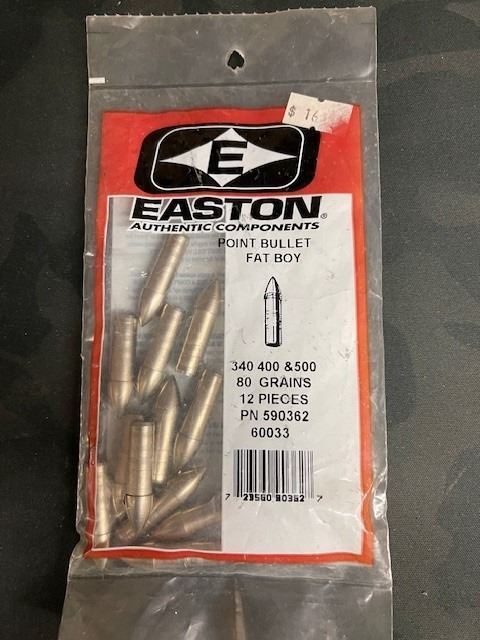 $ 16
E
EASTON®
AUTHENTIC COMPONENTS
POINT BULLET
FAT BOY
340 400 &500
80 GRAINS
12 PIECES
PN 590362
60033
7 23560 90362 7